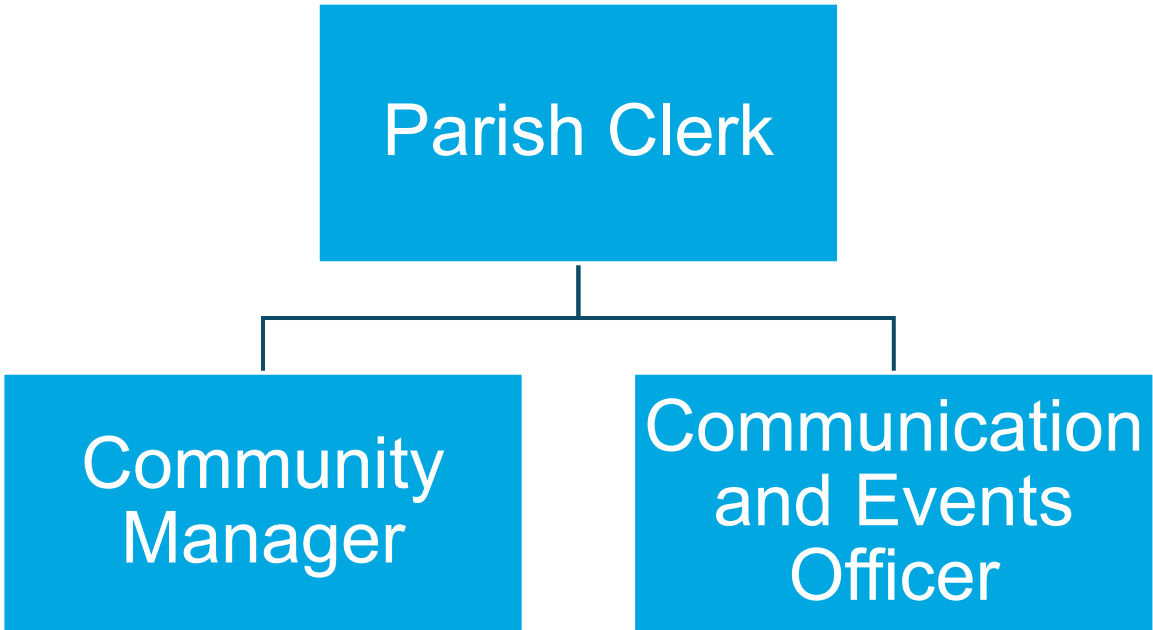 Parish Clerk
Community
Manager
Communication
and Events
Officer